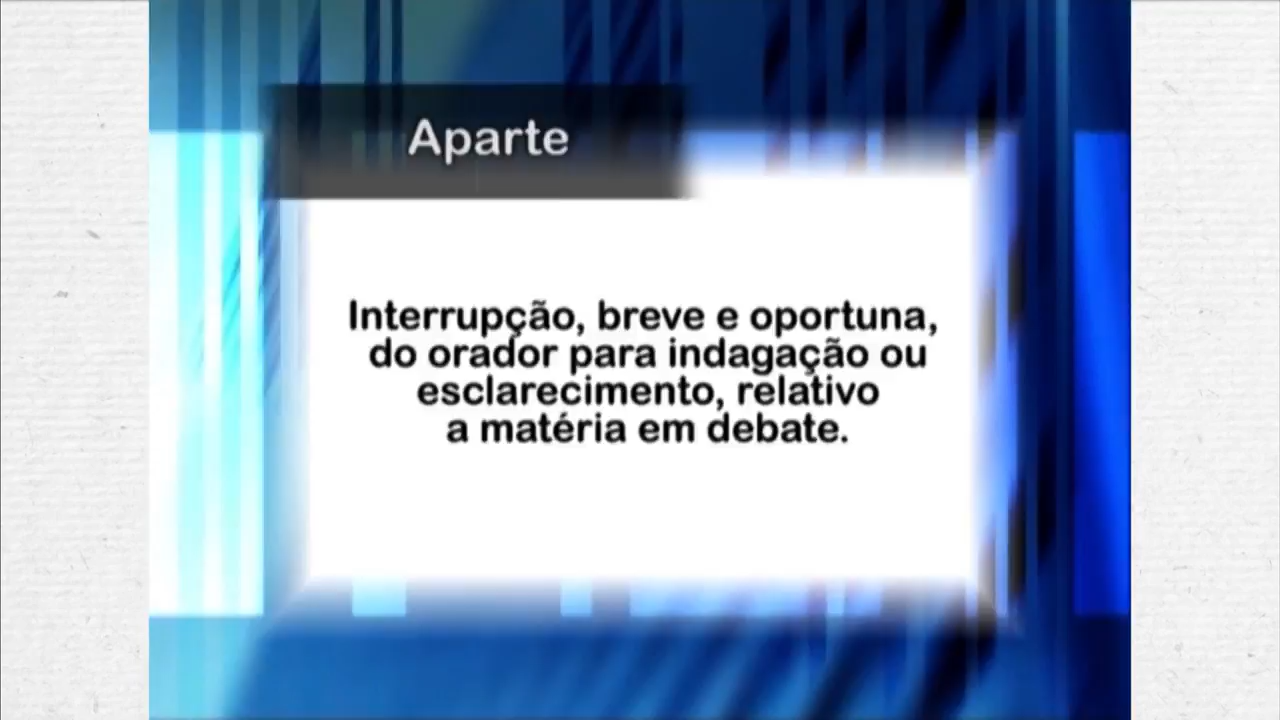 Aparte
Interrupção, breve e oportuna,
do orador para indagação ou
esclarecimento, relativo
a matéria em debate.